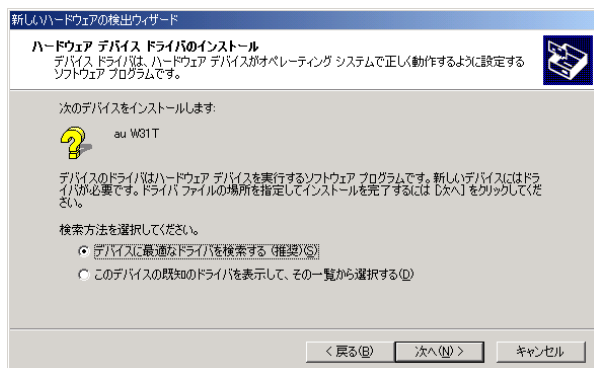 新しいハードウェアの検出ウィザード
ハードウェア デバイス ドライバのインストール
デバイス ドライバは、ハードウェア デバイスがオペレーティング システムで正しく動作するように設定する
ソフトウェア プログラムです。
次のデバイスをインストールします:
au W31T
デバイスのドライバはハードウェア デバイスを実行するソフトウェア プログラムです。新しいデバイスにはドラ
イバが必要です。ドライバ ファイルの場所を指定してインストールを完了するには [次へ] をクリックしてくだ
さい。
検索方法を選択してください。
デバイスに最適なドライバを検索する (推奨)(S)
このデバイスの既知のドライバを表示して、その一覧から選択する(D)
< 戻る(B) 次へ(N) > キャンセル